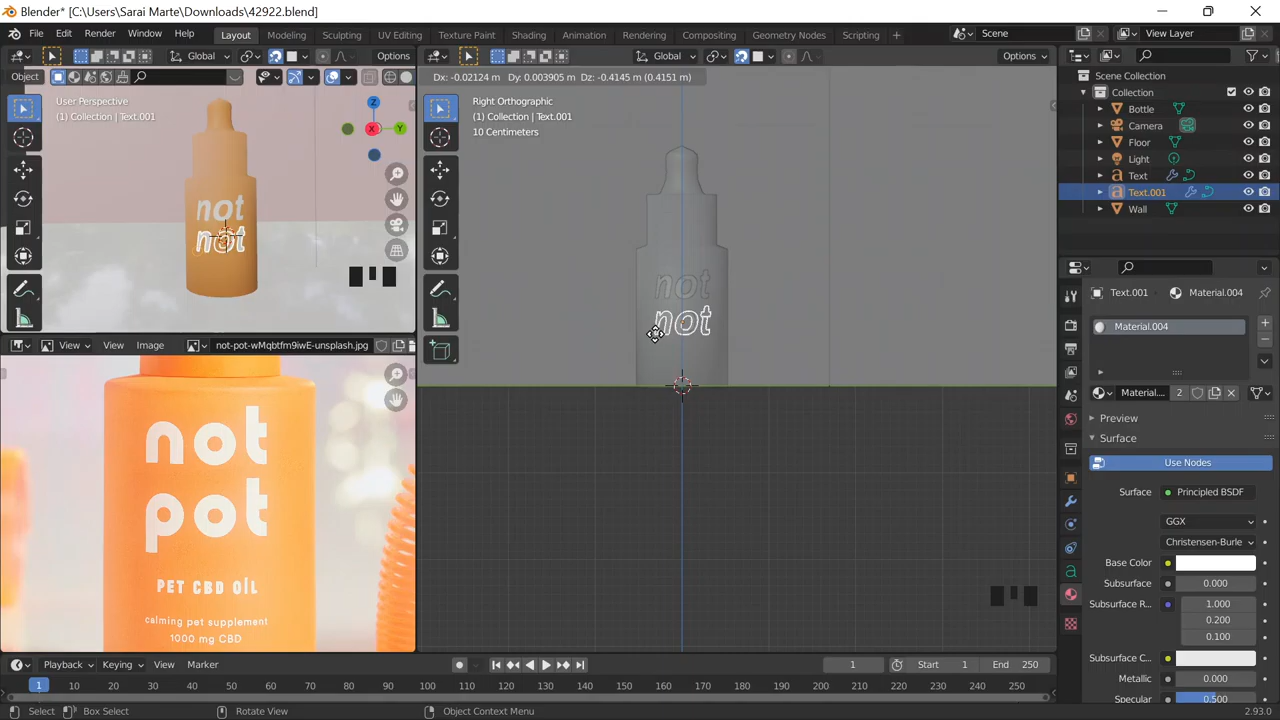 Blender* [C:\Users\Sarai Marte\Downloads\42922.blend]
File Edit Render Window Help Layout Modeling Sculpting UV Editing Texture Paint Shading Animation Rendering Compositing Geometry Nodes Scripting + Scene View Layer
Global Options Global Options
Object Dx: -0.02124 m Dy: 0.003905 m Dz: -0.4145 m (0.4151 m)
User Perspective
(1) Collection | Text.001
Z
X
Y
not
not
Right Orthographic
(1) Collection | Text.001
10 Centimeters
not
not
Scene Collection
Collection
Bottle
Camera
Floor
Light
Text
Text.001
Wall
View View Image not-pot-wMqbtfm9iwE-unsplash.jpg
not
pot
PET CBD OIL
calming pet supplement
1000 mg CBD
Text.001 Material.004
Material.004
Material.... 2
Preview
Surface
Use Nodes
Surface Principled BSDF
GGX
Christensen-Burle
Base Color
Subsurface 0.000
Subsurface R... 1.000
0.200
0.100
Subsurface C...
Metallic 0.000
Specular 0.500
Playback Keying View Marker 1 Start 1 End 250
1 10 20 30 40 50 60 70 80 90 100 110 120 130 140 150 160 170 180 190 200 210 220 230 240 250
Select Box Select Rotate View Object Context Menu 2.93.0